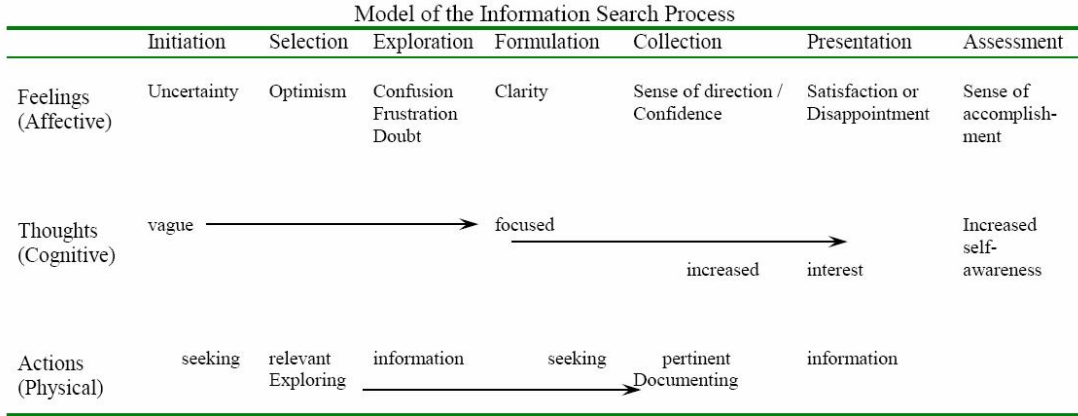 Model of the Information Search Process
Initiation Selection Exploration Formulation Collection Presentation Assessment
Feelings Uncertainty Optimism Confusion Clarity Sense of direction / Satisfaction or Sense of
(Affective) Frustration Confidence Disappointment accomplish-
Doubt ment
Thoughts vague focused Increased
(Cognitive) self-
increased interest awareness
Actions seeking relevant information seeking pertinent information
(Physical) Exploring Documenting